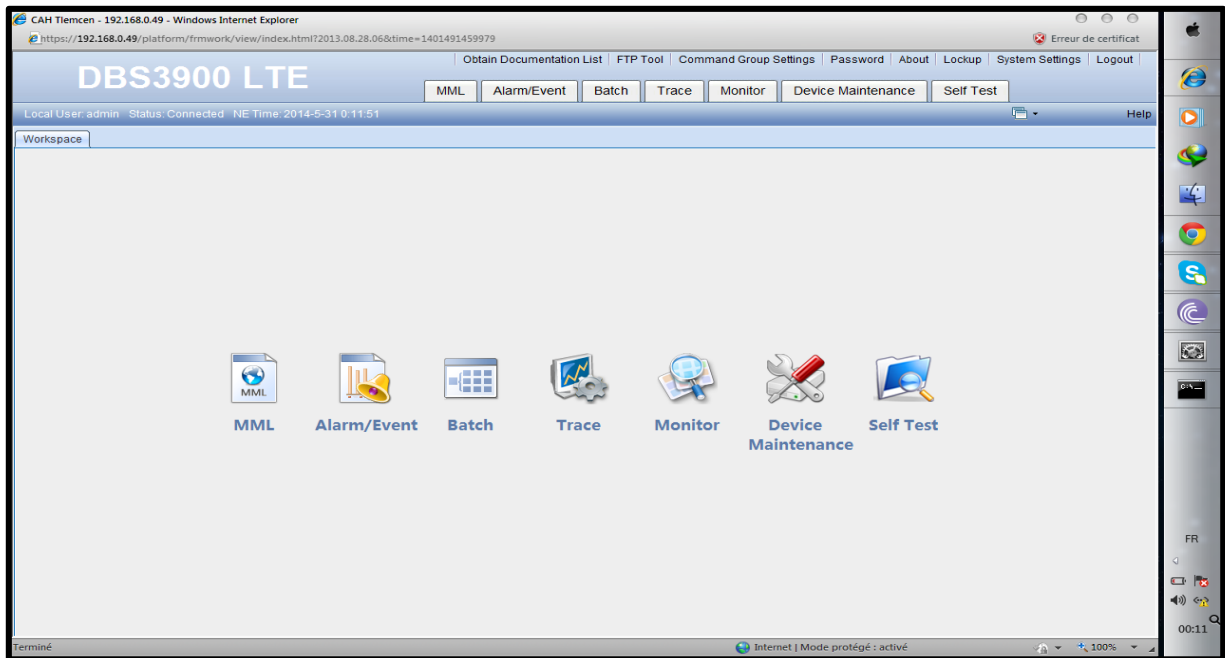 CAH Tlemcen - 192.168.0.49 - Windows Internet Explorer
https://192.168.0.49/platform/frmwork/view/index.html?2013.08.28.06&time=1401491459979
Erreur de certificat
DBS3900 LTE
Obtain Documentation List FTP Tool Command Group Settings Password About Lockup System Settings Logout
MML Alarm/Event Batch Trace Monitor Device Maintenance Self Test
Local User: admin Status: Connected NE Time: 2014-5-31 0:11:51
Help
Workspace
MML
MML
Alarm/Event
Batch
Trace
Monitor
Device
Maintenance
Self Test
Terminé
Internet | Mode protégé : activé
100%
C:\
FR
00:11